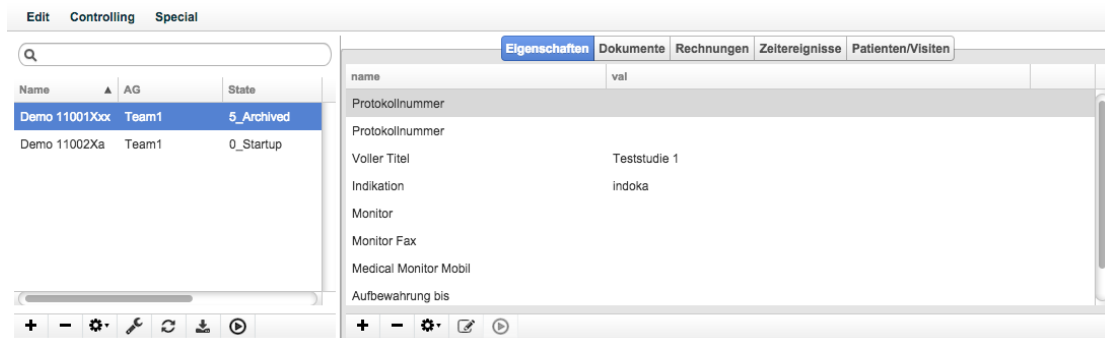 Edit Controlling Special
Eigenschaften Dokumente Rechnungen Zeitereignisse Patienten/Visiten
Name AG State
Demo 11001Xxx Team1 5_Archived
Demo 11002Xa Team1 0_Startup
name val
Protokollnummer
Protokollnummer
Voller Titel Teststudie 1
Indikation indoka
Monitor
Monitor Fax
Medical Monitor Mobil
Aufbewahrung bis